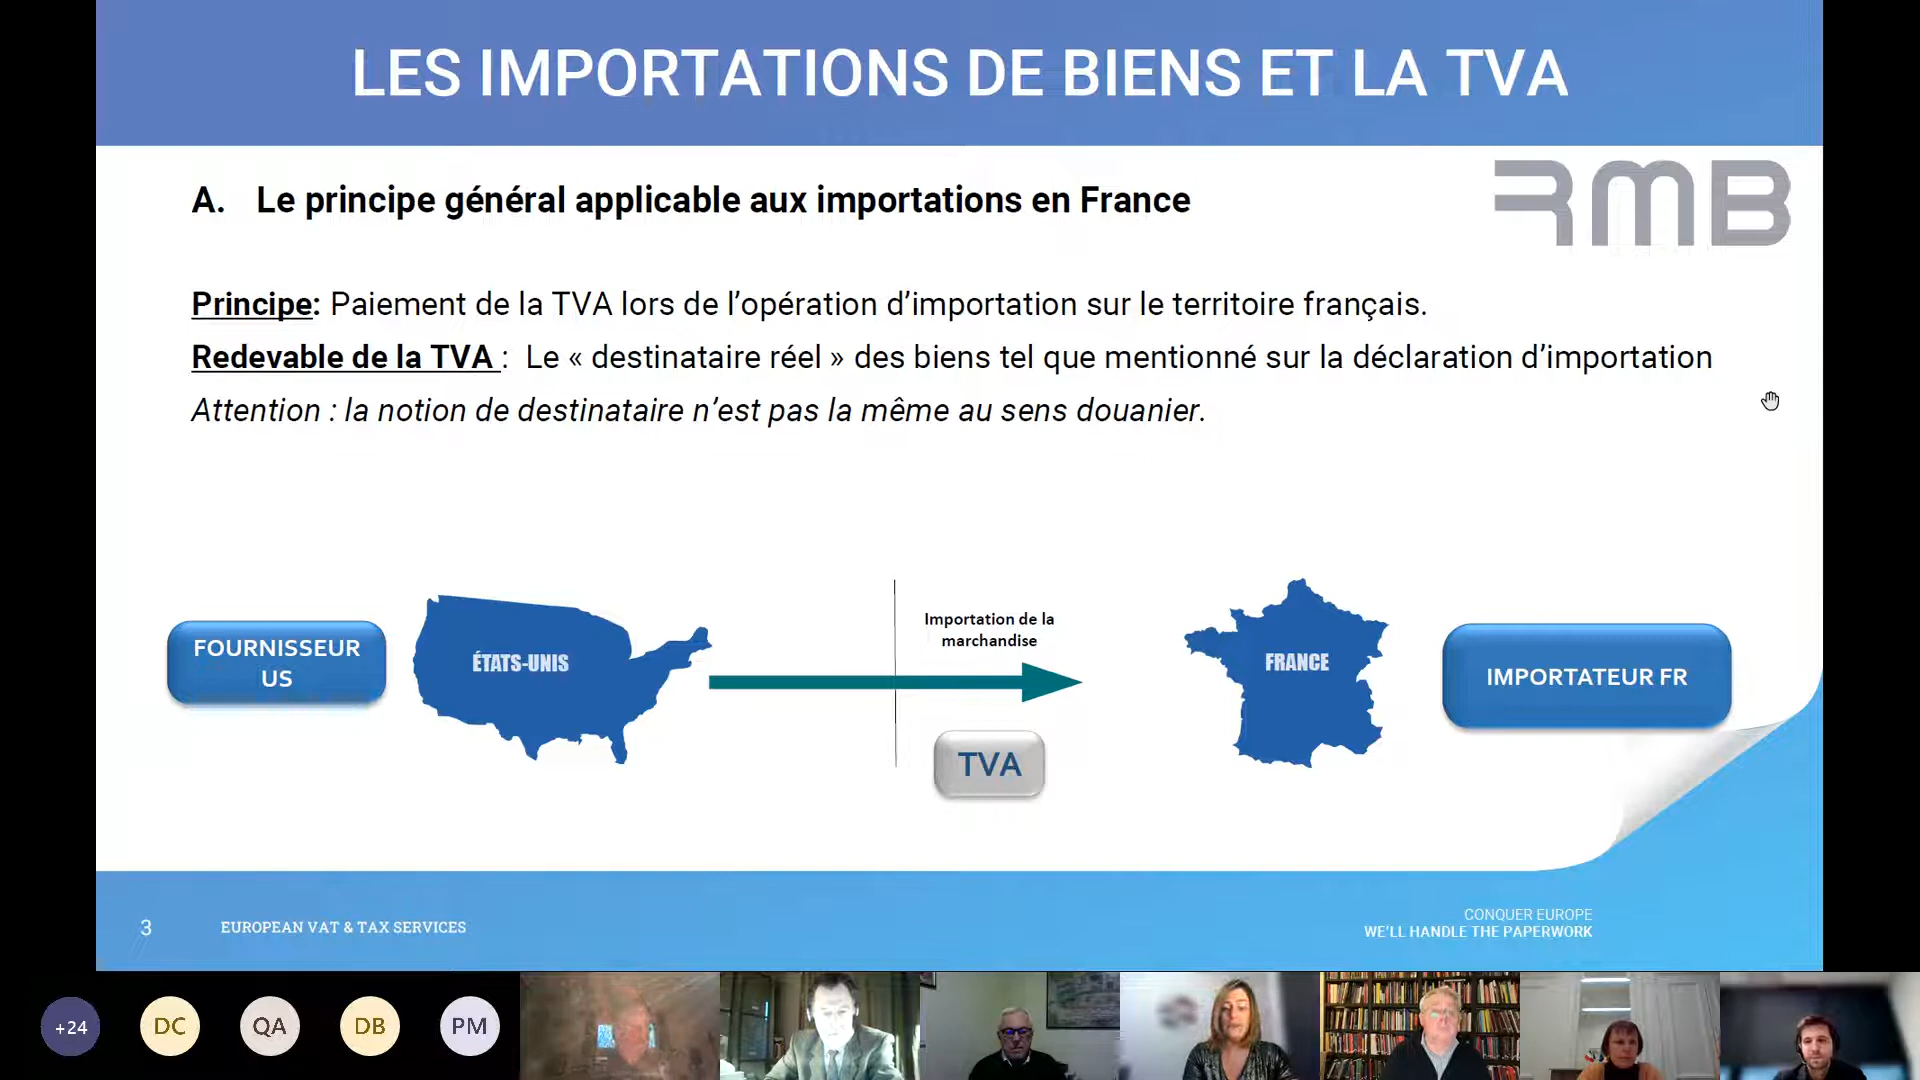 LES IMPORTATIONS DE BIENS ET LA TVA
RMB
A. Le principe général applicable aux importations en France
Principe: Paiement de la TVA lors de l’opération d’importation sur le territoire français.
Redevable de la TVA : Le « destinataire réel » des biens tel que mentionné sur la déclaration d’importation
Attention : la notion de destinataire n’est pas la même au sens douanier.
FOURNISSEUR
US
ÉTATS-UNIS
Importation de la
marchandise
TVA
FRANCE
IMPORTATEUR FR
3
EUROPEAN VAT & TAX SERVICES
CONQUER EUROPE
WE’LL HANDLE THE PAPERWORK
+24
DC
QA
DB
PM